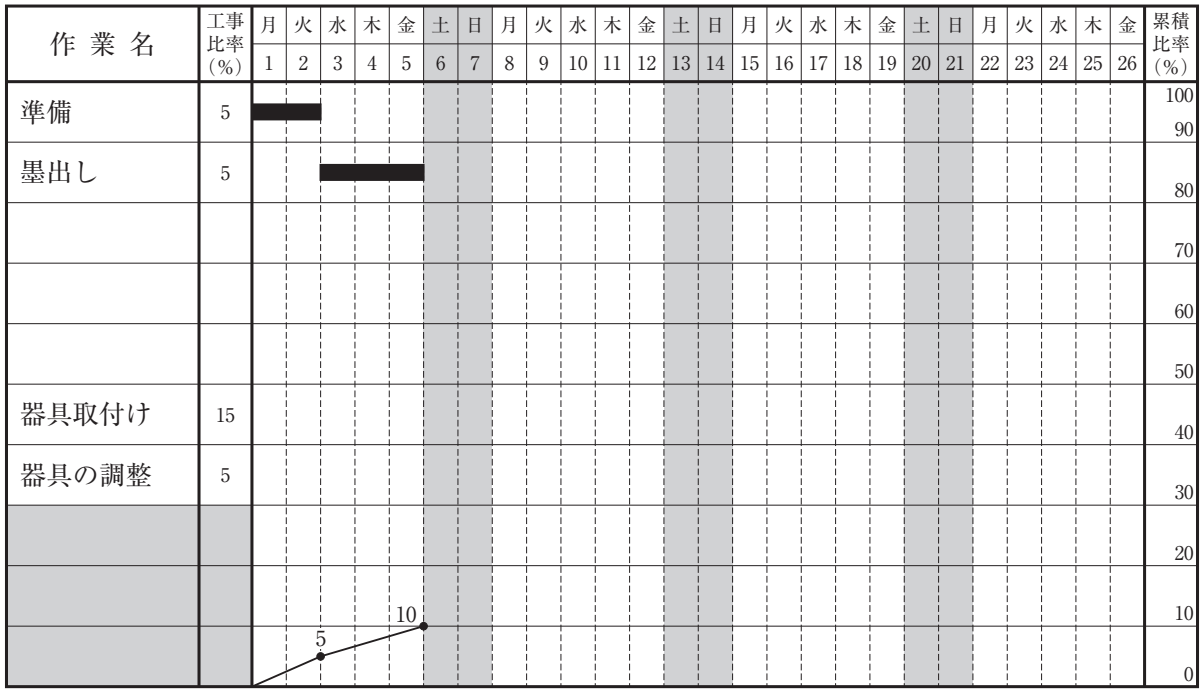 作業名 工事比率(%) 月 火 水 木 金 土 日 月 火 水 木 金 土 日 月 火 水 木 金 土 日 月 火 水 木 金 累積比率(%)
1 2 3 4 5 6 7 8 9 10 11 12 13 14 15 16 17 18 19 20 21 22 23 24 25 26
100
準備 5
90
墨出し 5
80
70
60
50
器具取付け 15
40
器具の調整 5
30
20
10 10
5
0